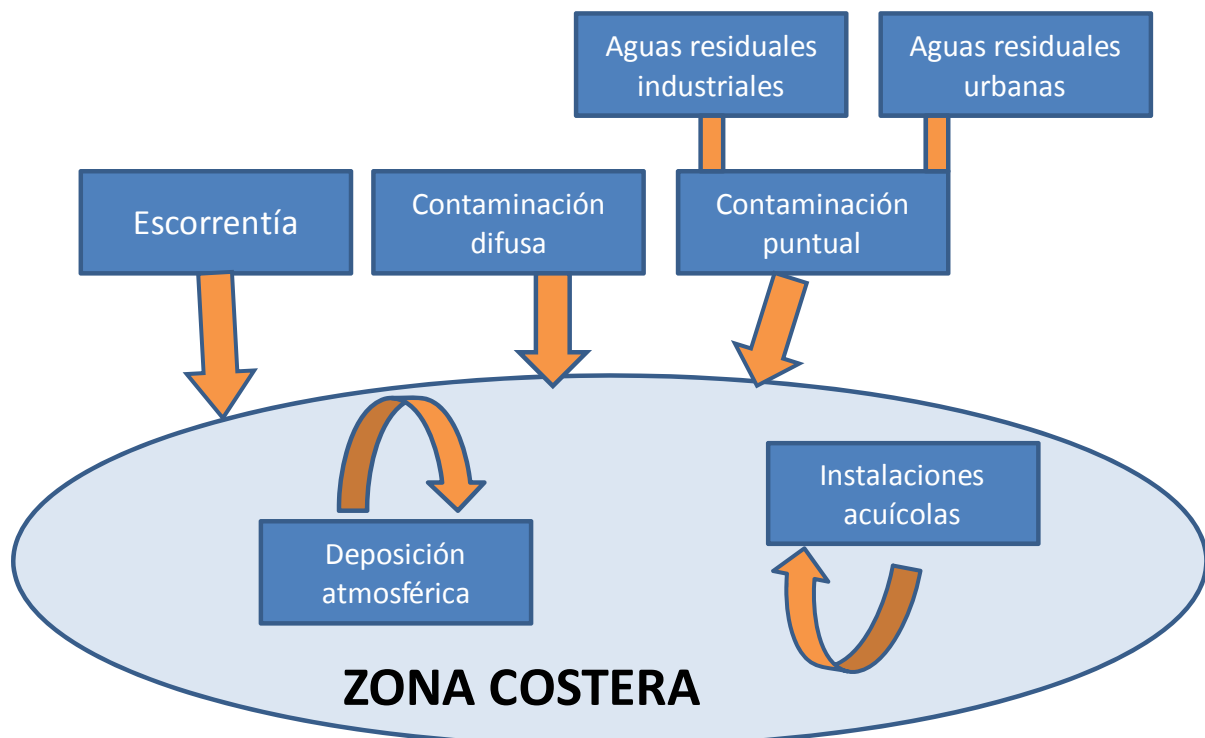 Aguas residuales
industriales
Aguas residuales
urbanas
Escorrentía
Contaminación
difusa
Contaminación
puntual
Instalaciones
acuícolas
Deposición
atmosférica
ZONA COSTERA